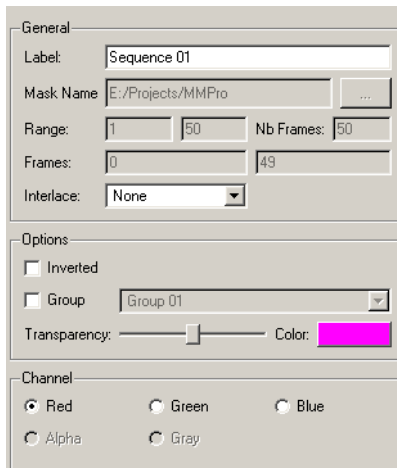 General
Label: Sequence 01
Mask Name E:/Projects/MMPro ...
Range: 1 50 Nb Frames: 50
Frames: 0 49
Interlace: None
Options
Inverted
Group Group 01
Transparency: Color:
Channel
Red Green Blue
Alpha Gray